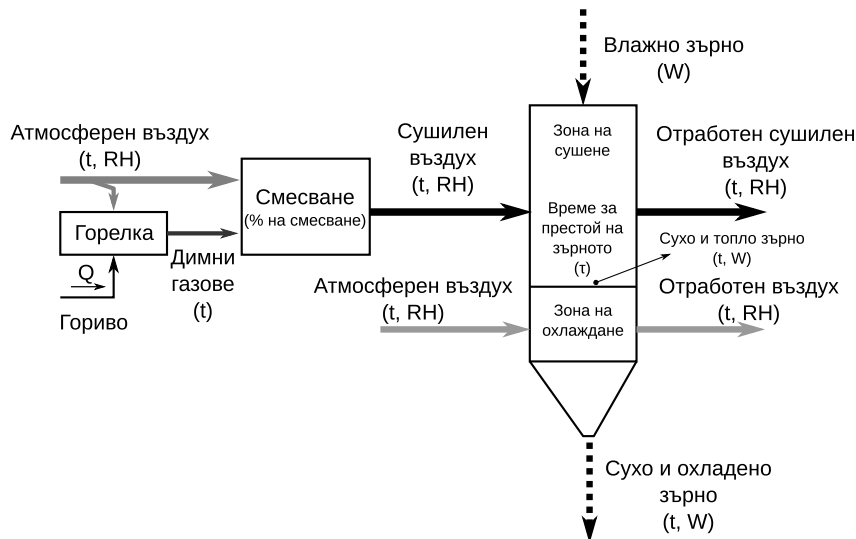 Влажно зърно
(W)
Атмосферен въздух
(t, RH)
Сушилен
въздух
(t, RH)
Зона на
сушене
Отработен сушилен
въздух
(t, RH)
Смесване
(% на смесване)
Горелка
Време за
престой на
зърното
(τ)
Сухо и топло зърно
(t, W)
Q
Димни
газове
(t)
Гориво
Атмосферен въздух
(t, RH)
Зона на
охлаждане
Отработен въздух
(t, RH)
Сухо и охладено
зърно
(t, W)